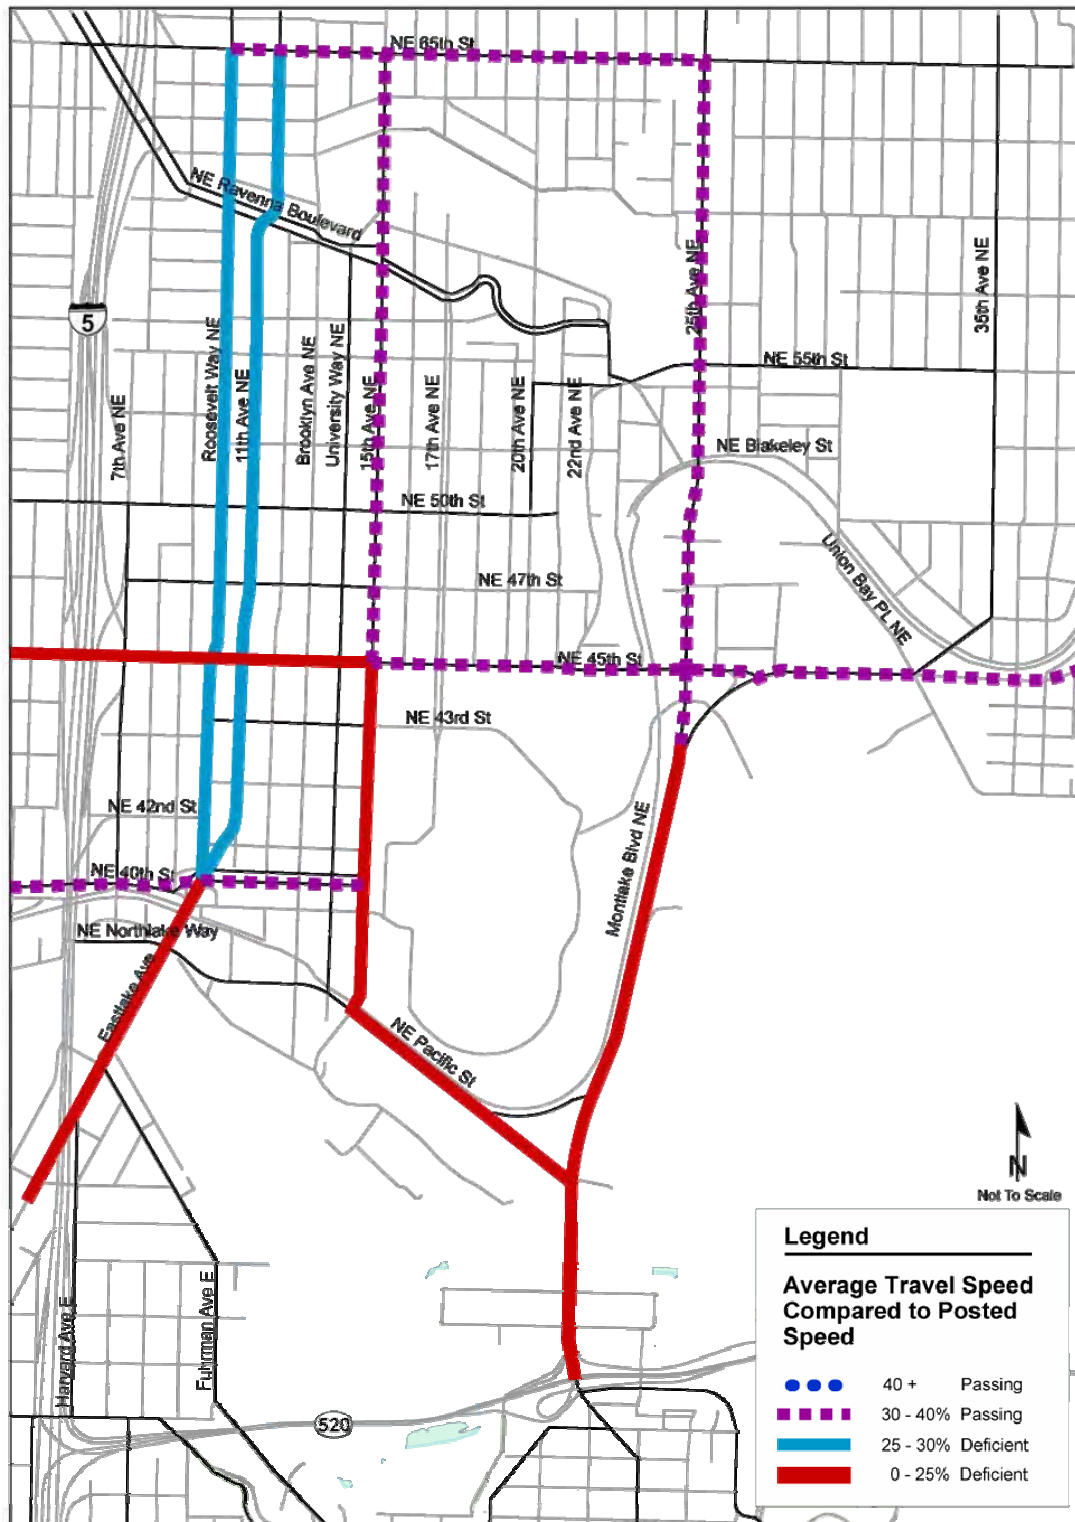 NE 65th St
NE Ravenna Boulevard
25th Ave NE
35th Ave NE
5
NE 55th St
Roosevelt Way NE
11th Ave NE
Brooklyn Ave NE
University Way NE
15th Ave NE
17th Ave NE
20th Ave NE
22nd Ave NE
7th Ave NE
NE Blakeley St
NE 50th St
Union Bay PL NE
NE 47th St
NE 45th St
NE 43rd St
NE 42nd St
Montlake Blvd NE
NE 40th St
NE Northlake Way
Eastlake Ave
NE Pacific St
N
Not To Scale
Harvard Ave E
Fuhrman Ave E
520
Legend
Average Travel Speed
Compared to Posted
Speed
40 + Passing
30 - 40% Passing
25 - 30% Deficient
0 - 25% Deficient